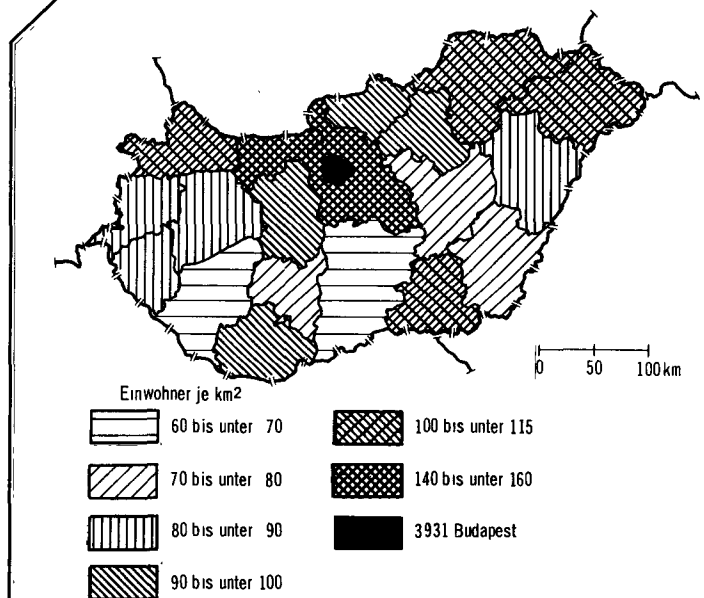 0 50 100 km
Einwohner je km²
60 bis unter 70
70 bis unter 80
80 bis unter 90
90 bis unter 100
100 bis unter 115
140 bis unter 160
3931 Budapest